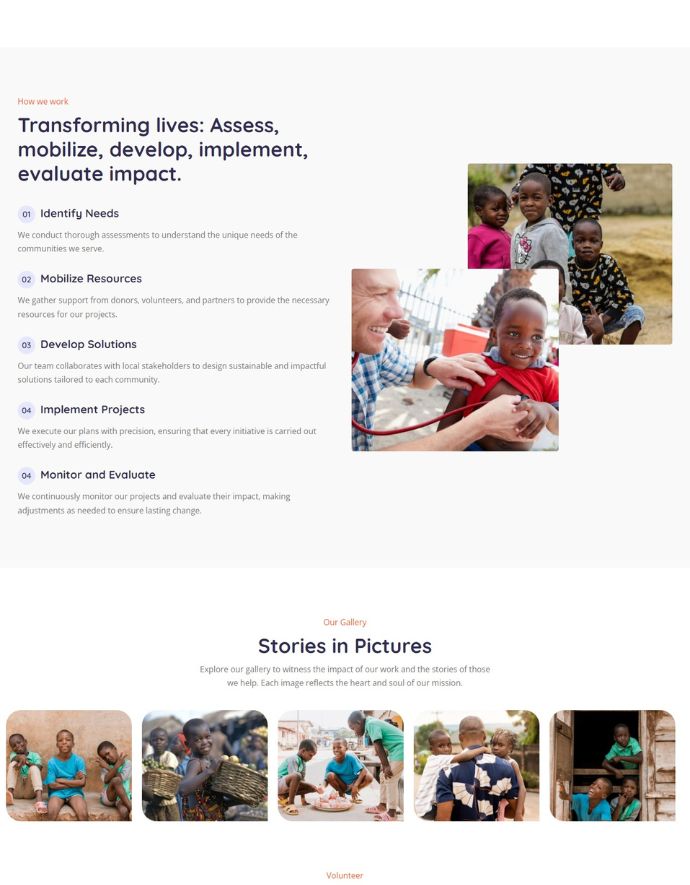 How we work
Transforming lives: Assess,
mobilize, develop, implement,
evaluate impact.
01 Identify Needs
We conduct thorough assessments to understand the unique needs of the
communities we serve.
02 Mobilize Resources
We gather support from donors, volunteers, and partners to provide the necessary
resources for our projects.
03 Develop Solutions
Our team collaborates with local stakeholders to design sustainable and impactful
solutions tailored to each community.
04 Implement Projects
We execute our plans with precision, ensuring that every initiative is carried out
effectively and efficiently.
04 Monitor and Evaluate
We continuously monitor our projects and evaluate their impact, making
adjustments as needed to ensure lasting change.
Our Gallery
Stories in Pictures
Explore our gallery to witness the impact of our work and the stories of those
we help. Each image reflects the heart and soul of our mission.
Volunteer